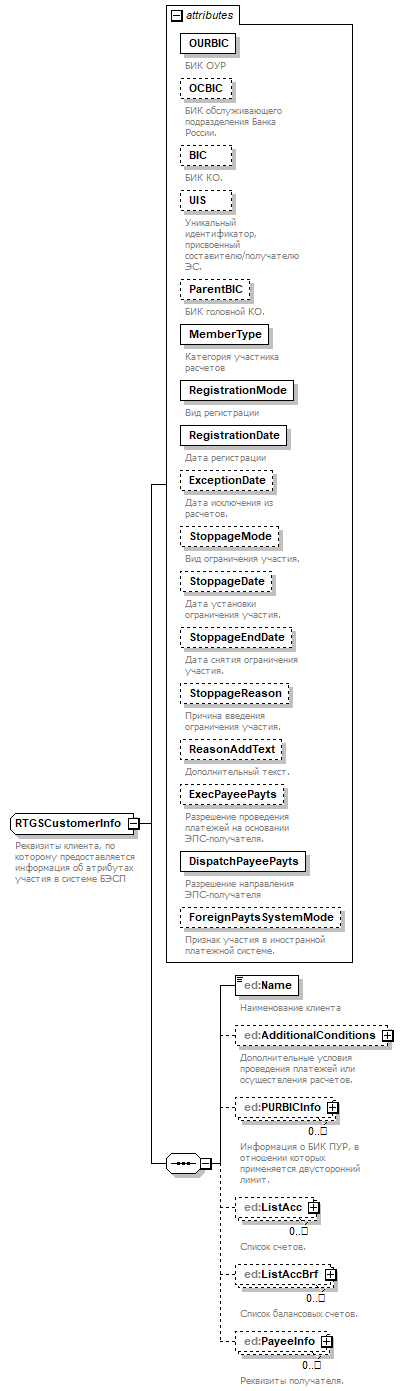 attributes
OURBIC
БИК ОУР
OCBIC
БИК обслуживающего
подразделения Банка
России.
BIC
БИК КО.
UIS
Уникальный
идентификатор,
присвоенный
составителю/получателю
ЭС.
ParentBIC
БИК головной КО.
MemberType
Категория участника
расчетов
RegistrationMode
Вид регистрации
RegistrationDate
Дата регистрации
ExceptionDate
Дата исключения из
расчетов.
StoppageMode
Вид ограничения участия.
StoppageDate
Дата установки
ограничения участия.
StoppageEndDate
Дата снятия ограничения
участия.
StoppageReason
Причина введения
ограничения участия.
ReasonAddText
Дополнительный текст.
ExecPayeePayts
Разрешение проведения
платежей на основании
ЭПС-получателя.
DispatchPayeePayts
Разрешение направления
ЭПС-получателя
ForeignPaytsSystemMode
Признак участия в иностранной
платежной системе.
RTGSCustomerInfo
Реквизиты клиента, по
которому предоставляется
информация об атрибутах
участия в системе БЭСП
ed:Name
Наименование клиента
ed:AdditionalConditions
Дополнительные условия
проведения платежей или
осуществления расчетов.
ed:PURBICInfo
0..□
Информация о БИК ПУР, в
отношении которых
применяется двусторонний
лимит.
ed:ListAcc
0..□
Список счетов.
ed:ListAccBrf
0..□
Список балансовых счетов.
ed:PayeeInfo
0..□
Реквизиты получателя.